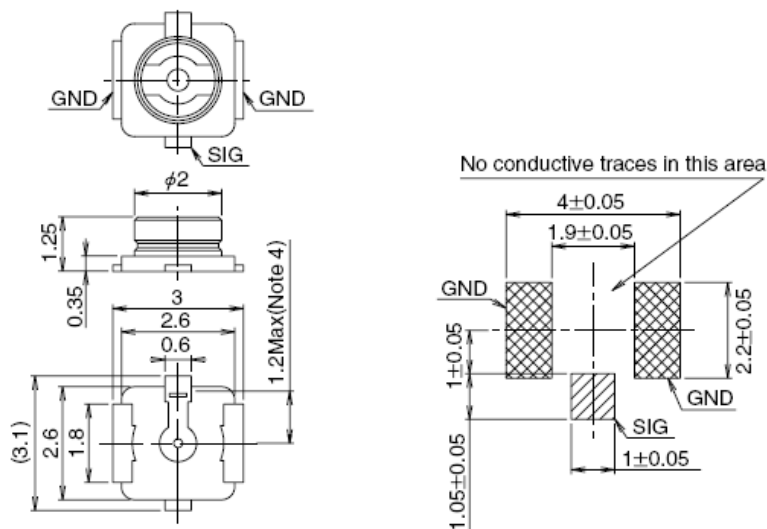 GND
GND
SIG
ϕ2
1.25
0.35
3
2.6
0.6
1.2Max(Note 4)
(3.1)
2.6
1.8
No conductive traces in this area
4±0.05
1.9±0.05
GND
1±0.05
2.2±0.05
GND
SIG
1.05±0.05
1±0.05